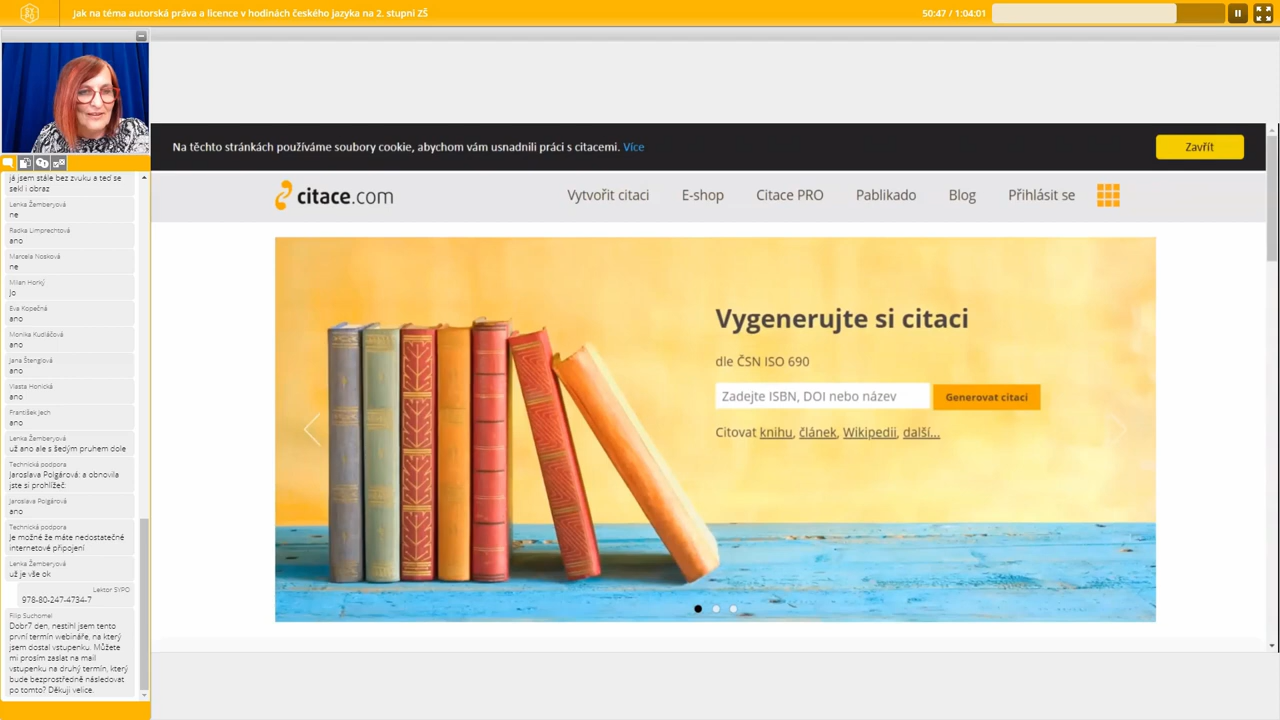 Jak na téma autorská práva a licence v hodinách českého jazyka na 2. stupni ZŠ
50:47 / 1:04:01
já jsem stále bez zvuku a teď se
sekl i obraz
Lenka Žemberyová
ne
Radka Limprechtová
ano
Marcela Nosková
ne
Milan Horký
jo
Eva Kopečná
ano
Monika Kudláčová
ano
Jana Štenglová
ano
Vlasta Honická
ano
František Jech
ano
Lenka Žemberyová
už ano ale s šedým pruhem dole
Technická podpora
Jaroslava Polgárová: a obnovila
jste si prohlížeč
Jaroslava Polgárová
ano
Technická podpora
Je možné že máte nedostatečné
internetové připojení
Lenka Žemberyová
už je vše ok
Lektor SYPO
978-80-247-4734-7
Filip Suchomel
Dobr7 den, nestihl jsem tento
první termín webináře, na který
jsem dostal vstupenku. Můžete
mi prosím zaslat na mail
vstupenku na druhý termín, který
bude bezprostředně následovat
po tomto? Děkuji velice.
Na těchto stránkách používáme soubory cookie, abychom vám usnadnili práci s citacemi. Více
Zavřít
citace.com
Vytvořit citaci
E-shop
Citace PRO
Pablikado
Blog
Přihlásit se
Vygenerujte si citaci
dle ČSN ISO 690
Zadejte ISBN, DOI nebo název
Generovat citaci
Citovat knihu, článek, Wikipedii, další...